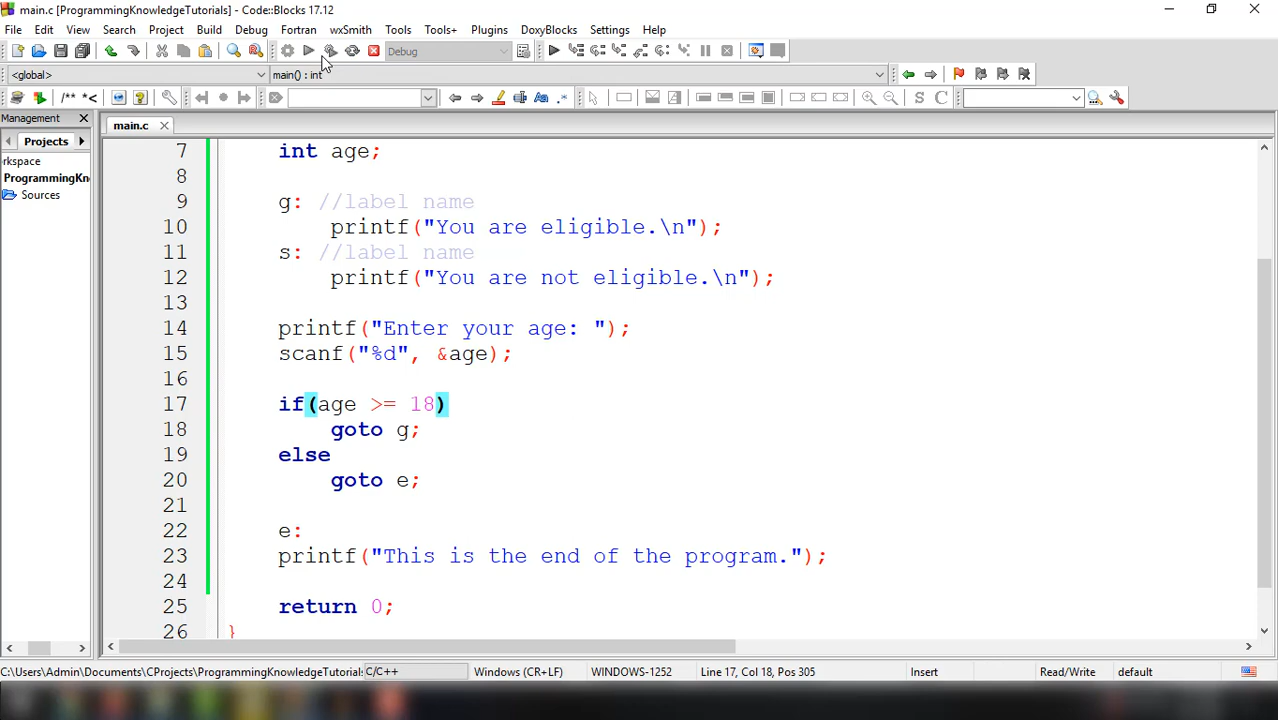 main.c [ProgrammingKnowledgeTutorials] - Code::Blocks 17.12
File Edit View Search Project Build Debug Fortran wxSmith Tools Tools+ Plugins DoxyBlocks Settings Help
Debug
<global> main() : int
/** *<
S C
Management
main.c
Projects
rkspace
ProgrammingKn
Sources
7 int age;
8
9 g: //label name
10 printf("You are eligible.\n");
11 s: //label name
12 printf("You are not eligible.\n");
13
14 printf("Enter your age: ");
15 scanf("%d", &age);
16
17 if(age >= 18)
18 goto g;
19 else
20 goto e;
21
22 e:
23 printf("This is the end of the program.");
24
25 return 0;
26 }
C:\Users\Admin\Documents\CProjects\ProgrammingKnowledgeTutorials C/C++ Windows (CR+LF) WINDOWS-1252 Line 17, Col 18, Pos 305 Insert Read/Write default